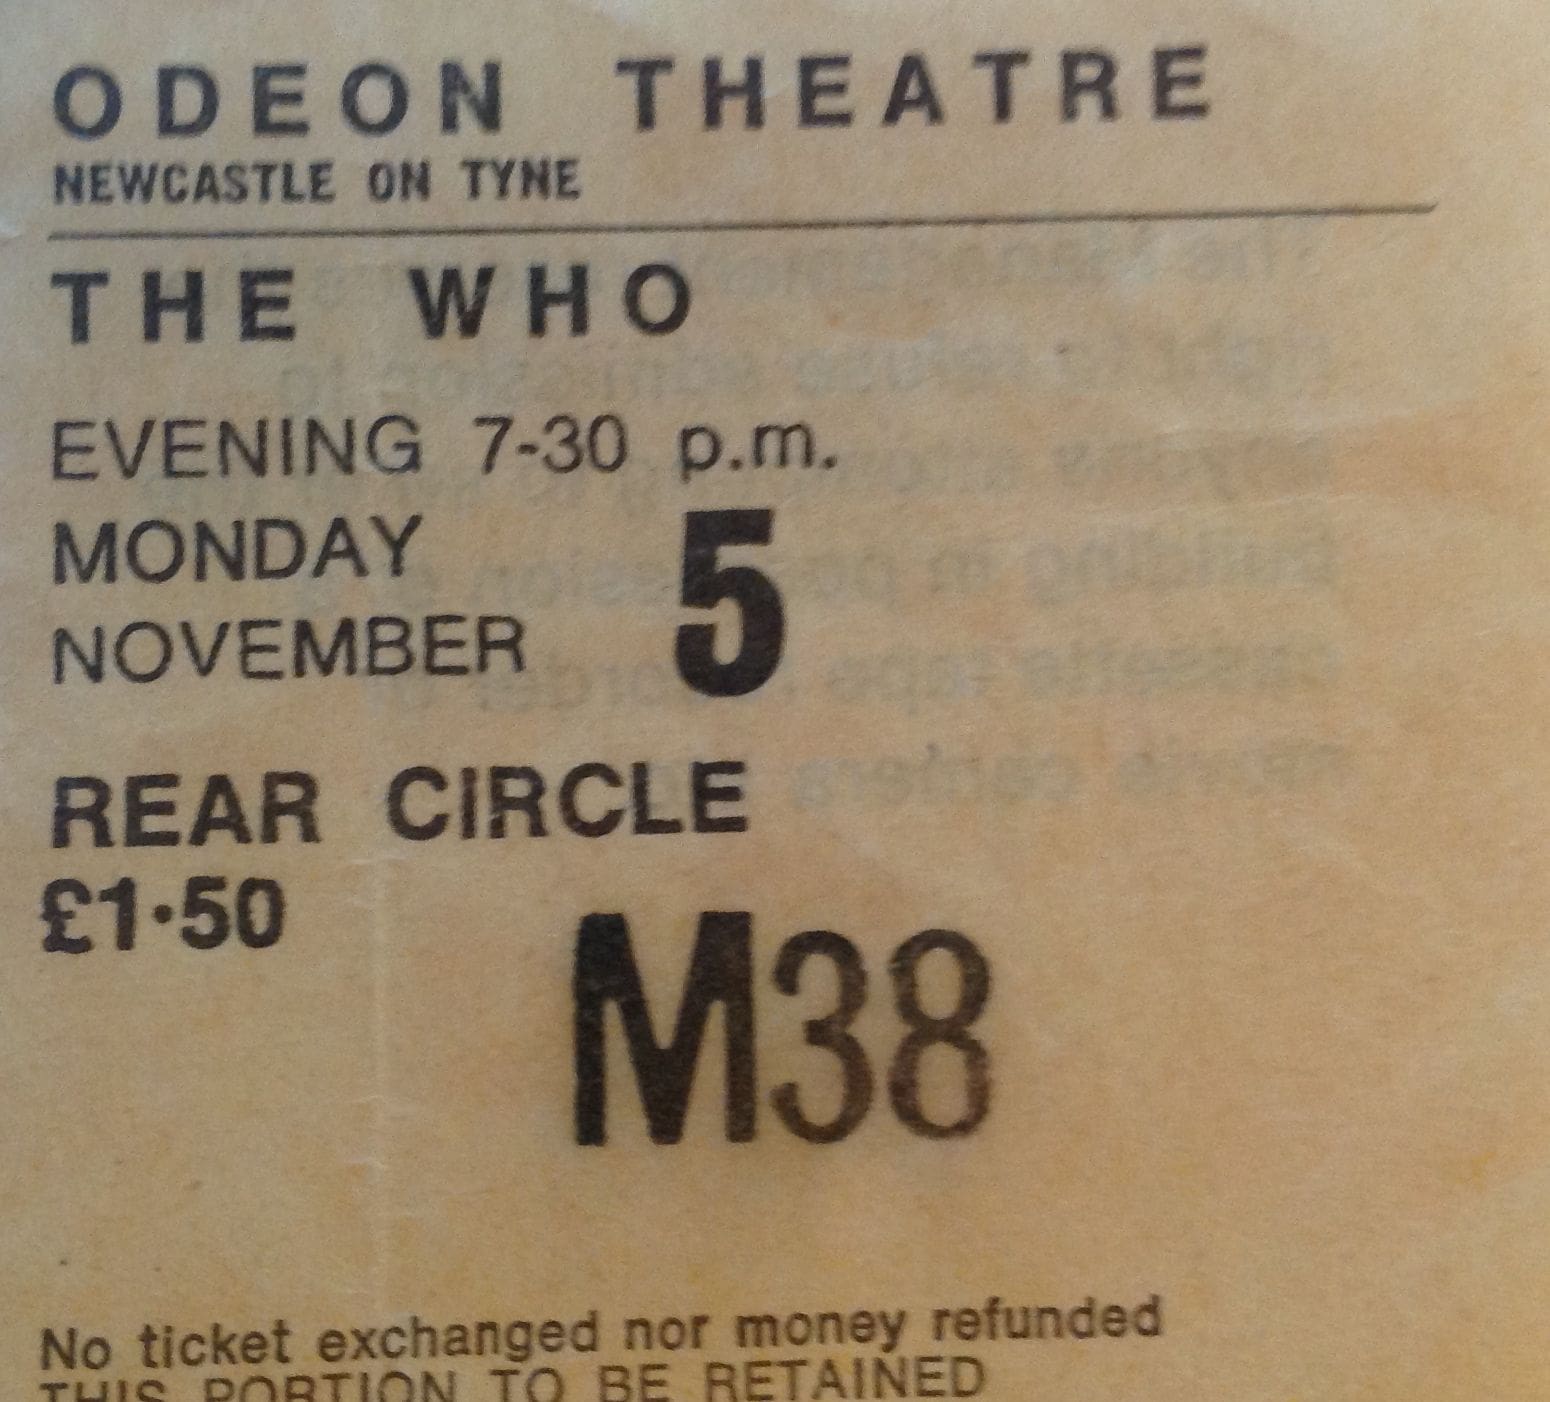 ODEON THEATRE
NEWCASTLE ON TYNE
THE WHO
EVENING 7-30 p.m.
MONDAY
NOVEMBER 5
REAR CIRCLE
£1·50
M38
No ticket exchanged nor money refunded
THIS PORTION TO BE RETAINED